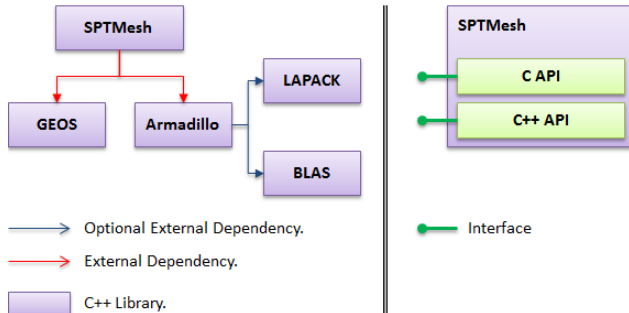 SPTMesh
LAPACK
GEOS
Armadillo
BLAS
Optional External Dependency.
External Dependency.
C++ Library.
SPTMesh
C API
C++ API
Interface